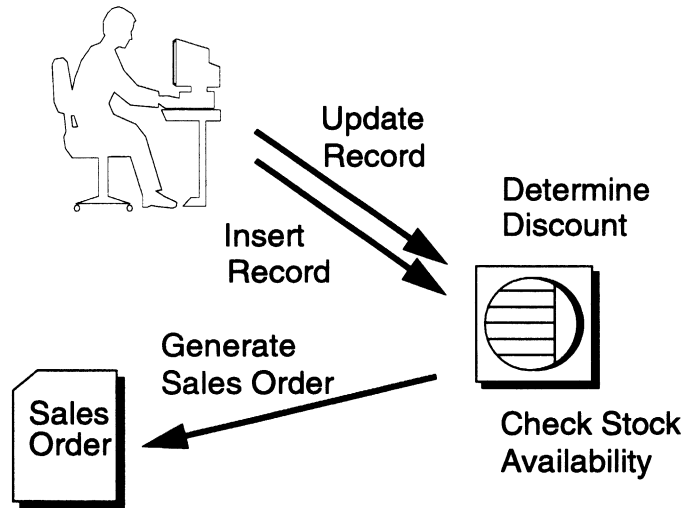 Update
Record
Determine
Discount
Insert
Record
Generate
Sales Order
Sales
Order
Check Stock
Availability